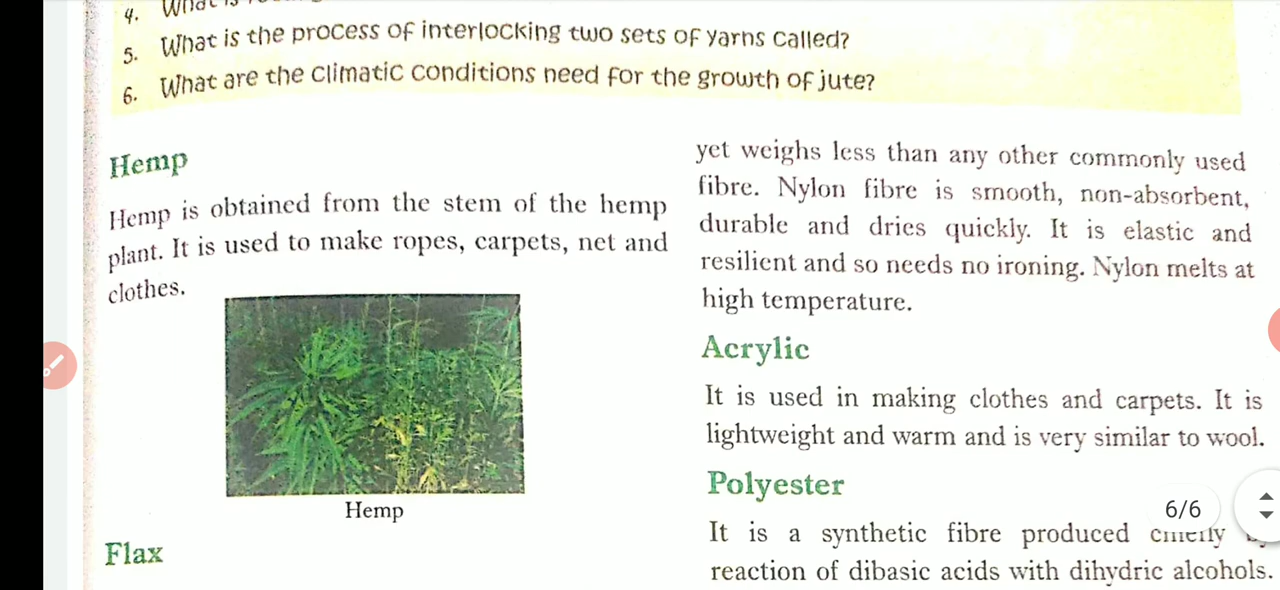 4. What is
5. What is the process of interlocking two sets of yarns called?
6. What are the climatic conditions need for the growth of jute?
Hemp
Hemp is obtained from the stem of the hemp
plant. It is used to make ropes, carpets, net and
clothes.
Hemp
Flax
yet weighs less than any other commonly used
fibre. Nylon fibre is smooth, non-absorbent,
durable and dries quickly. It is elastic and
resilient and so needs no ironing. Nylon melts at
high temperature.
Acrylic
It is used in making clothes and carpets. It is
lightweight and warm and is very similar to wool.
Polyester
6/6
It is a synthetic fibre produced chiefly
reaction of dibasic acids with dihydric alcohols.